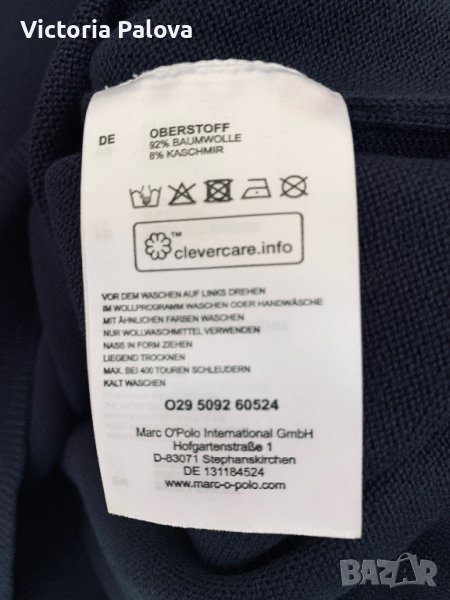 Victoria Palova
DE OBERSTOFF
92% BAUMWOLLE
8% KASCHMIR
™
clevercare.info
VOR DEM WASCHEN AUF LINKS DREHEN
IM WOLLPROGRAMM WASCHEN ODER HANDWÄSCHE
MIT ÄHNLICHEN FARBEN WASCHEN
NUR WOLLWASCHMITTEL VERWENDEN
NASS IN FORM ZIEHEN
LIEGEND TROCKNEN
MAX. BEI 400 TOUREN SCHLEUDERN
KALT WASCHEN
O29 5092 60524
Marc O'Polo International GmbH
Hofgartenstraße 1
D-83071 Stephanskirchen
DE 131184524
www.marc-o-polo.com
BAZAR